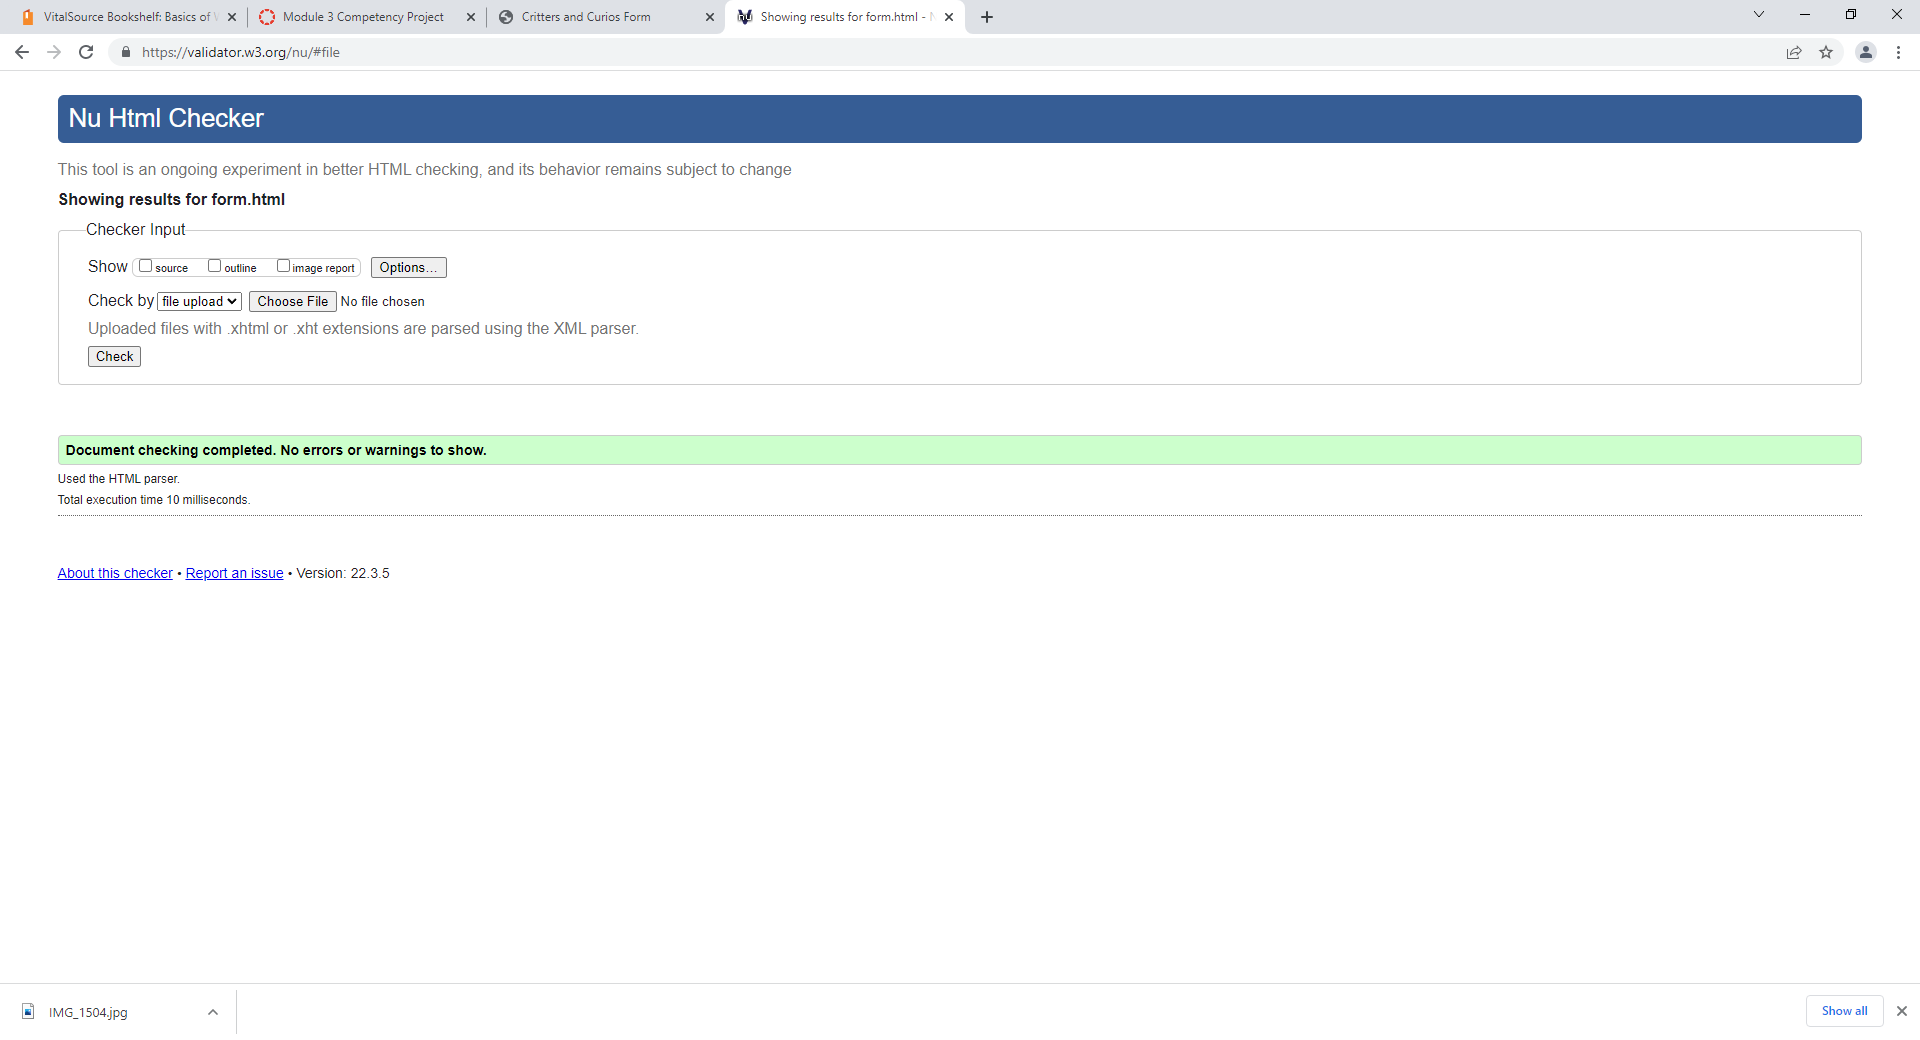 VitalSource Bookshelf: Basics of
Module 3 Competency Project
Critters and Curios Form
Showing results for form.html -
https://validator.w3.org/nu/#file
Nu Html Checker
This tool is an ongoing experiment in better HTML checking, and its behavior remains subject to change
Showing results for form.html
Checker Input
Show source outline image report Options...
Check by file upload Choose File No file chosen
Uploaded files with .xhtml or .xht extensions are parsed using the XML parser.
Check
Document checking completed. No errors or warnings to show.
Used the HTML parser.
Total execution time 10 milliseconds.
About this checker • Report an issue • Version: 22.3.5
IMG_1504.jpg
Show all